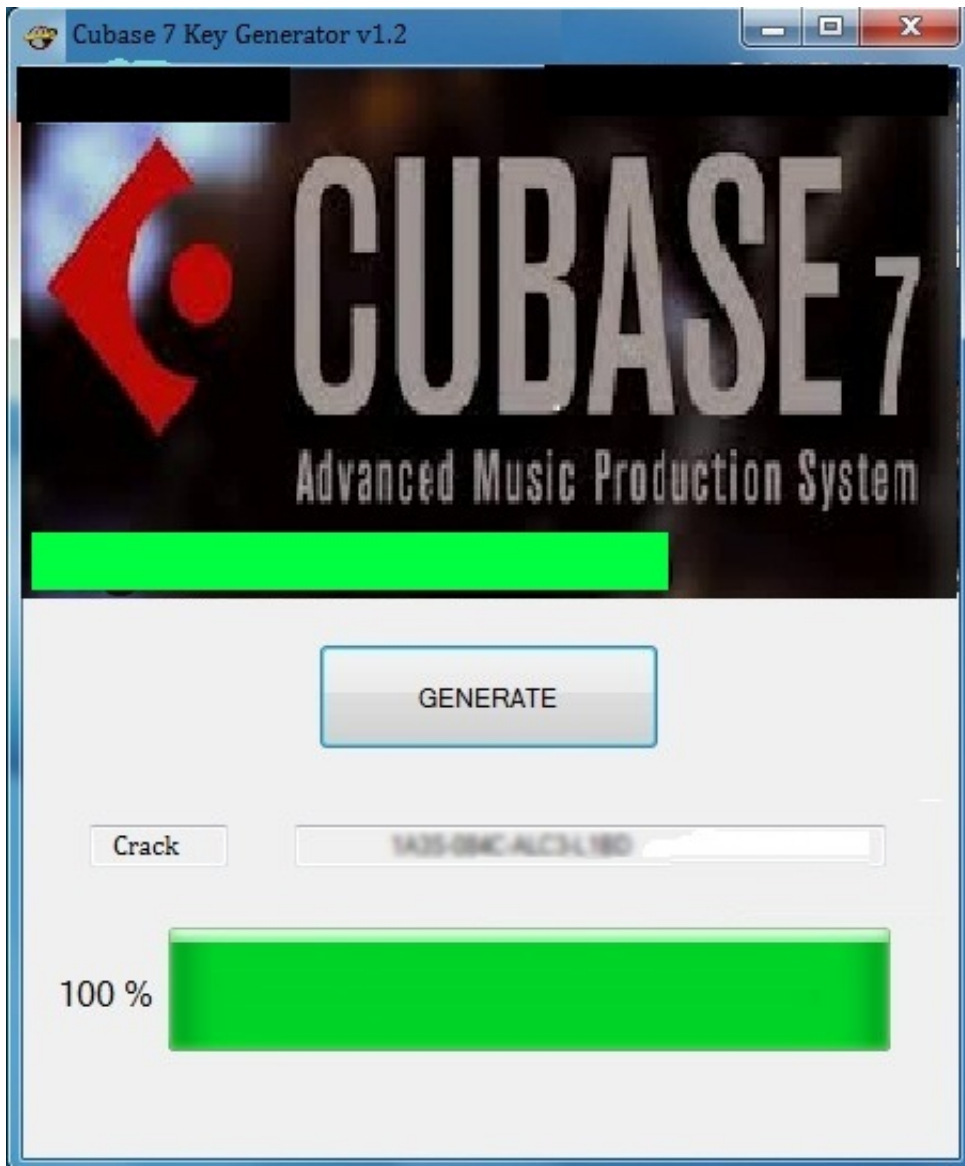 Cubase 7 Key Generator v1.2
CUBASE 7
Advanced Music Production System
GENERATE
Crack
100 %